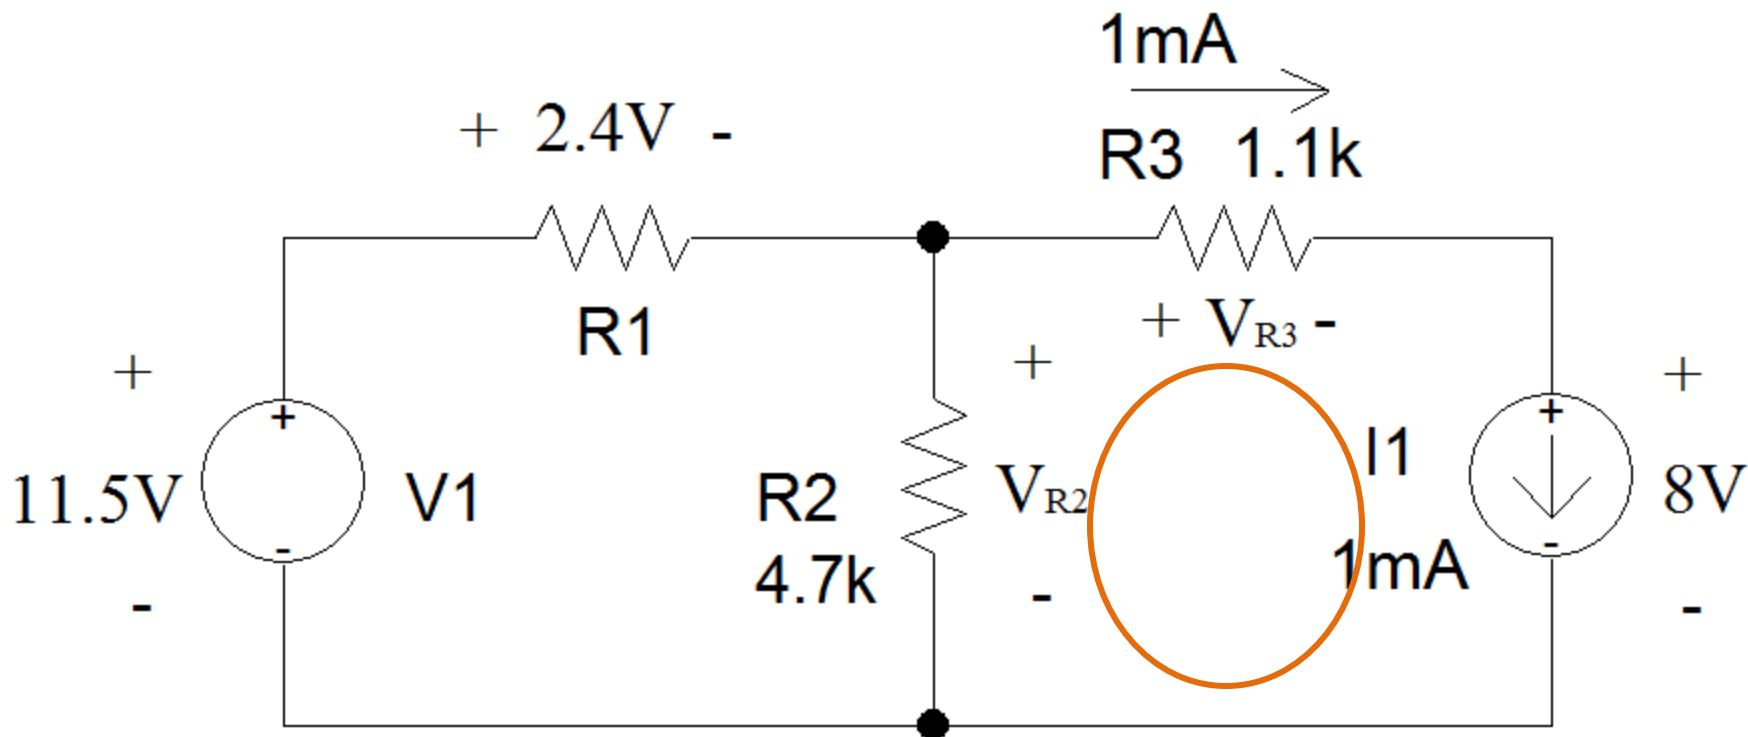 1mA
+ 2.4V -
R3 1.1k
R1
+ VR3 -
+
+
+
+
+
11.5V
V1
R2
4.7k
VR2
I1
1mA
8V
-
-
-
-
-